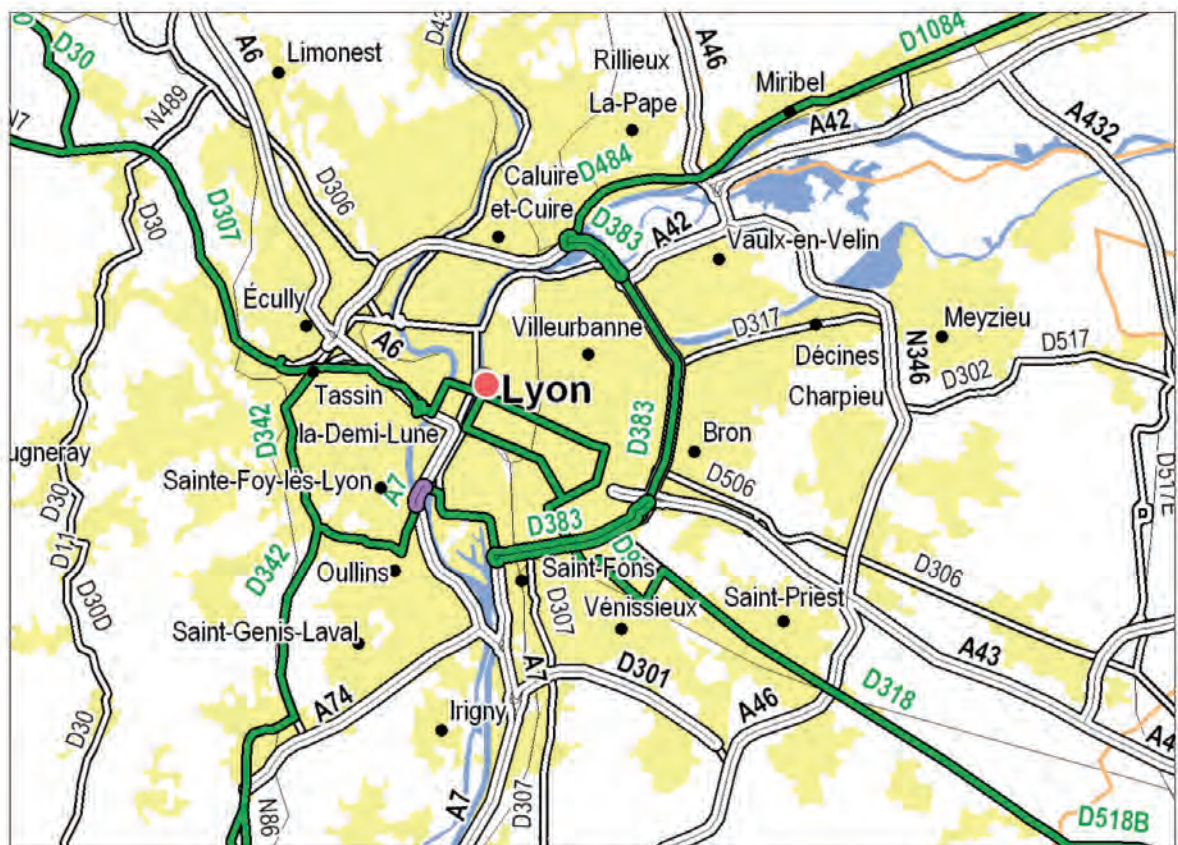 D30
A6
Limonest
D43
A46
Rillieux
La-Pape
D1084
Miribel
A42
A432
N489
N7
D306
D307
D30
Caluire
et-Cuire
D484
D383
A42
Vaulx-en-Velin
Écully
A6
Villeurbanne
D317
Décines
Charpieu
N346
Meyzieu
D517
D302
Lyon
Tassin
la-Demi-Lune
D342
D383
Bron
D506
D517E
ugneray
Sainte-Foy-lès-Lyon
A7
D30
D11
D383
D342
Oullins
Saint-Fons
D306
D30D
Saint-Genis-Laval
D307
Vénissieux
Saint-Priest
A43
A74
A7
D301
A46
D318
D30
Irigny
A7
D307
N86
D518B